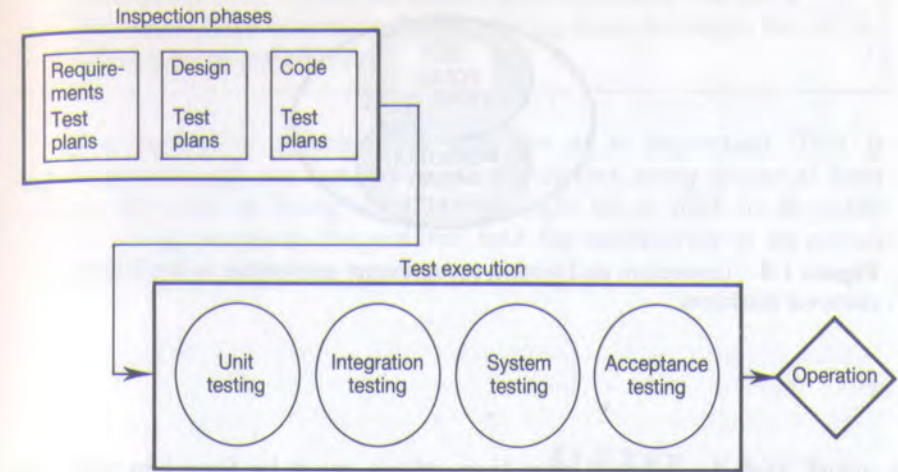 Inspection phases
Require-
ments
Test
plans
Design
Test
plans
Code
Test
plans
Test execution
Unit
testing
Integration
testing
System
testing
Acceptance
testing
Operation